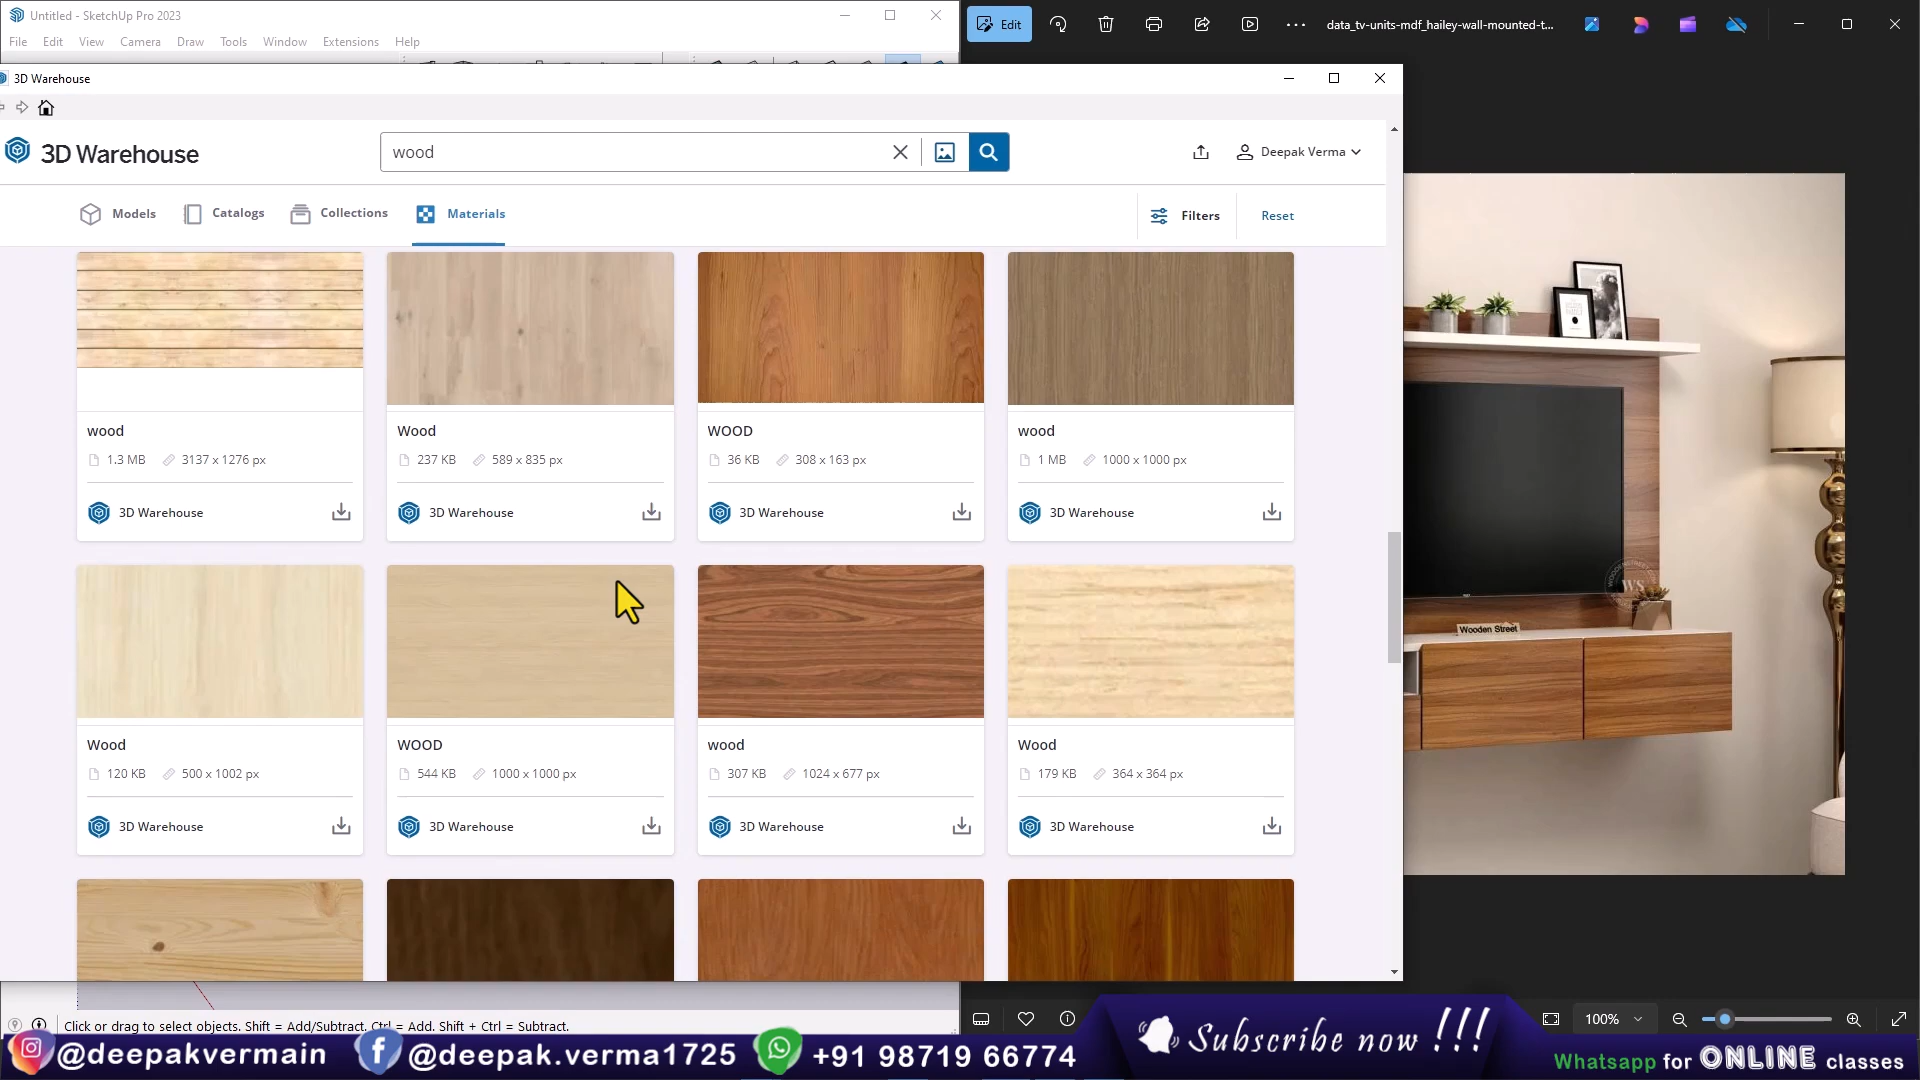 Untitled - SketchUp Pro 2023
File Edit View Camera Draw Tools Window Extensions Help
Edit
data_tv-units-mdf_hailey-wall-mounted-t...
3D Warehouse
3D Warehouse
wood
Deepak Verma
Models Catalogs Collections Materials
Filters Reset
wood
1.3 MB 3137 x 1276 px
3D Warehouse
Wood
237 KB 589 x 835 px
3D Warehouse
WOOD
36 KB 308 x 163 px
3D Warehouse
wood
1 MB 1000 x 1000 px
3D Warehouse
Wood
120 KB 500 x 1002 px
3D Warehouse
WOOD
544 KB 1000 x 1000 px
3D Warehouse
wood
307 KB 1024 x 677 px
3D Warehouse
Wood
179 KB 364 x 364 px
3D Warehouse
WS
Wooden Street
Click or drag to select objects. Shift = Add/Subtract. Ctrl = Add. Shift + Ctrl = Subtract.
100%
@deepakvermain @deepak.verma1725 +91 98719 66774
Subscribe now !!!
Whatsapp for ONLINE classes